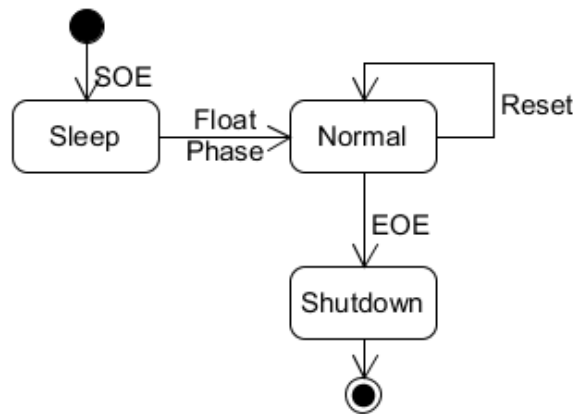 SOE
Sleep
Float
Phase
Normal
Reset
EOE
Shutdown